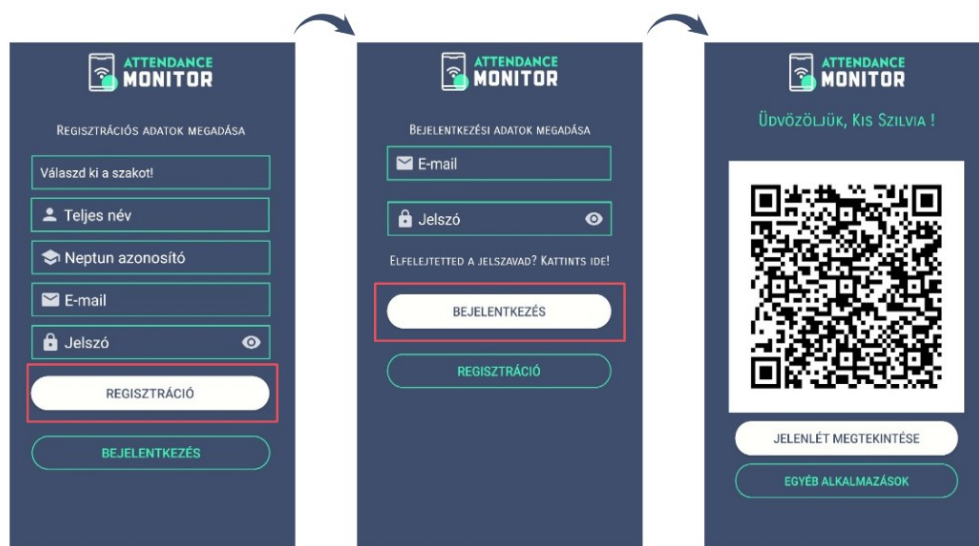 ATTENDANCE
MONITOR
REGISZTRÁCIÓS ADATOK MEGADÁSA
Válaszd ki a szakot!
Teljes név
Neptun azonosító
E-mail
Jelszó
REGISZTRÁCIÓ
BEJELENTKEZÉS
ATTENDANCE
MONITOR
BEJELENTKEZÉSI ADATOK MEGADÁSA
E-mail
Jelszó
ELFELEJTETTED A JELSZAVAD? KATTINTS IDE!
BEJELENTKEZÉS
REGISZTRÁCIÓ
ATTENDANCE
MONITOR
ÜDVÖZÖLJÜK, KIS SZILVIA !
JELENLÉT MEGTEKINTÉSE
EGYÉB ALKALMAZÁSOK